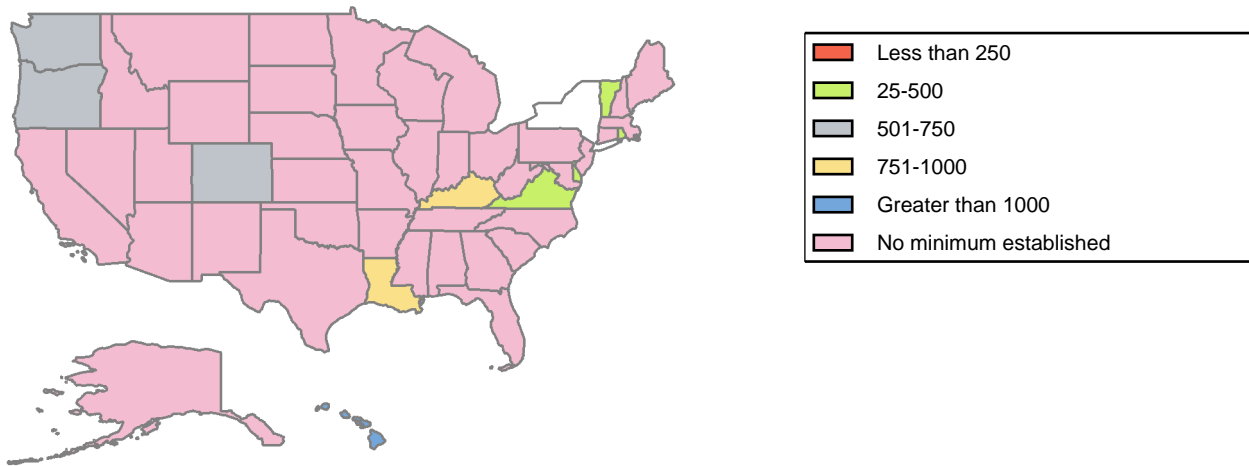 Less than 250
25-500
501-750
751-1000
Greater than 1000
No minimum established